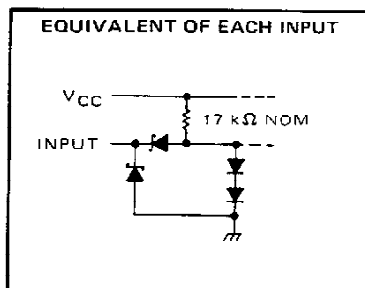 EQUIVALENT OF EACH INPUT
VCC
17 kΩ NOM
INPUT